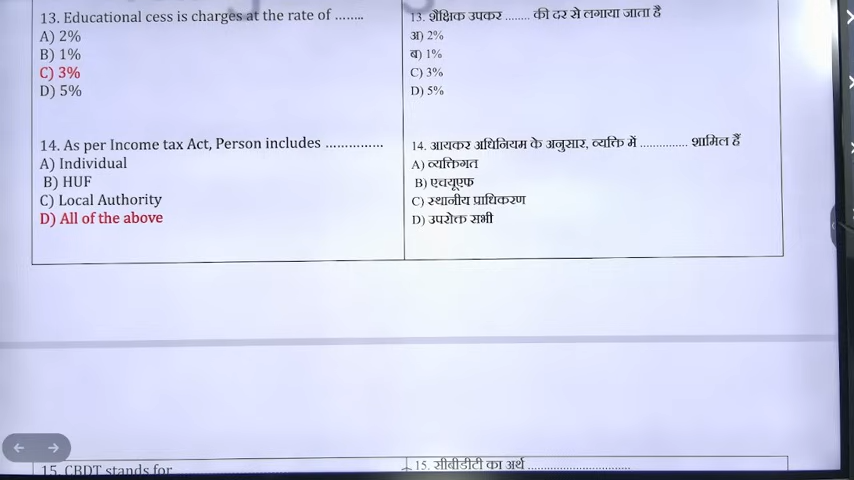 13. Educational cess is charges at the rate of ........
A) 2%
B) 1%
C) 3%
D) 5%
14. As per Income tax Act, Person includes ...............
A) Individual
B) HUF
C) Local Authority
D) All of the above
15. CBDT stands for
13. शैक्षिक उपकर ........ की दर से लगाया जाता है
अ) 2%
ब) 1%
C) 3%
D) 5%
14. आयकर अधिनियम के अनुसार, व्यक्ति में ............... शामिल हैं
A) व्यक्तिगत
B) एचयूएफ
C) स्थानीय प्राधिकरण
D) उपरोक्त सभी
15. सीबीडीटी का अर्थ ................................